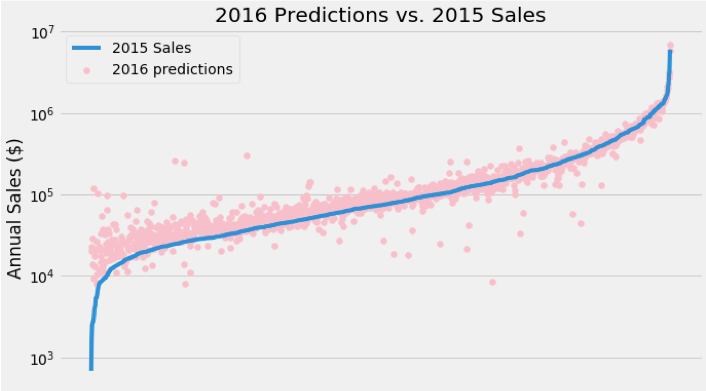 2016 Predictions vs. 2015 Sales
10⁷
2015 Sales
2016 predictions
10⁶
10⁵
10⁴
10³
Annual Sales ($)